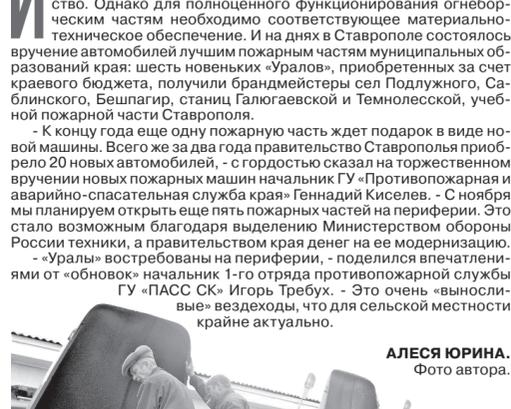 И ство. Однако для полноценного функционирования огнебор-
ческим частям необходимо соответствующее материально-
техническое обеспечение. И на днях в Ставрополе состоялось
вручение автомобилей лучшим пожарным частям муниципальных об-
разований края: шесть новеньких «Уралов», приобретенных за счет
краевого бюджета, получили брандмейстеры сел Подлужного, Са-
блинского, Бешпагир, станиц Галюгаевской и Темнолесской, учеб-
ной пожарной части Ставрополя.
- К концу года еще одну пожарную часть ждет подарок в виде но-
вой машины. Всего же за два года правительство Ставрополья приоб-
рело 20 новых автомобилей, - с гордостью сказал на торжественном
вручении новых пожарных машин начальник ГУ «Противопожарная и
аварийно-спасательная служба края» Геннадий Киселев. - С ноября
мы планируем открыть еще пять пожарных частей на периферии. Это
стало возможным благодаря выделению Министерством обороны
России техники, а правительством края денег на ее модернизацию.
- «Уралы» востребованы на периферии, - поделился впечатлени-
ями от «обновок» начальник 1-го отряда противопожарной службы
ГУ «ПАСС СК» Игорь Требух. - Это очень «выносли-
вые» вездеходы, что для сельской местности
крайне актуально.
АЛЕСЯ ЮРИНА.
Фото автора.